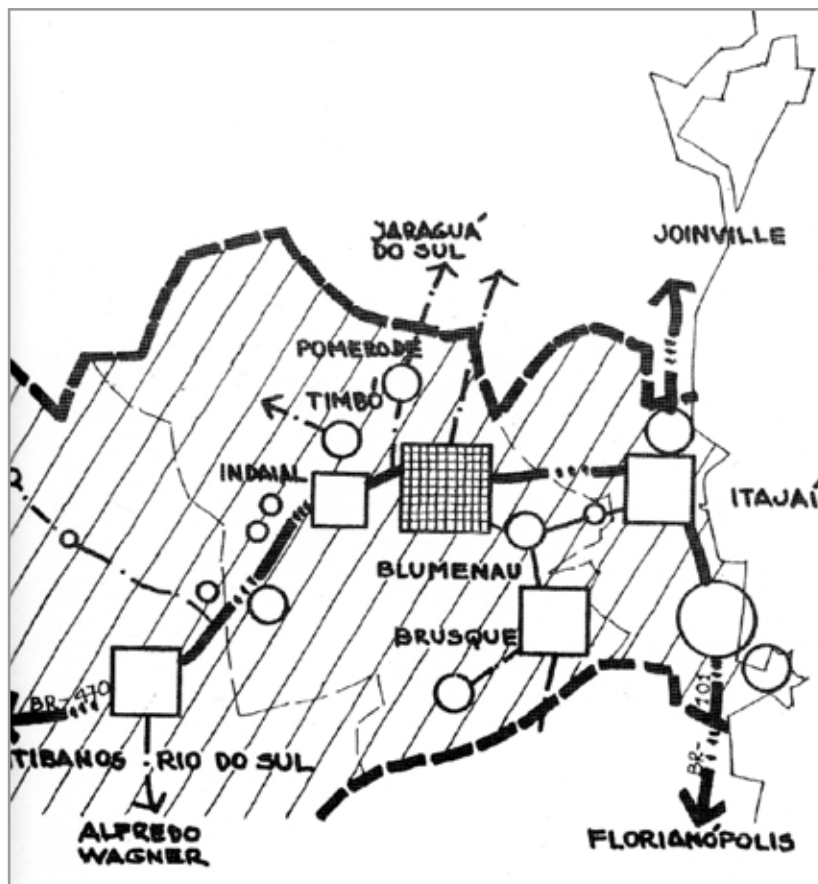 JARAGUÁ
DO SUL
JOINVILLE
POMERODE
TIMBÓ
INDAIAL
ITAJAÍ
BLUMENAU
BRUSQUE
BR-470
BR-101
TIBANOS
RIO DO SUL
ALFREDO
WAGNER
FLORIANÓPOLIS